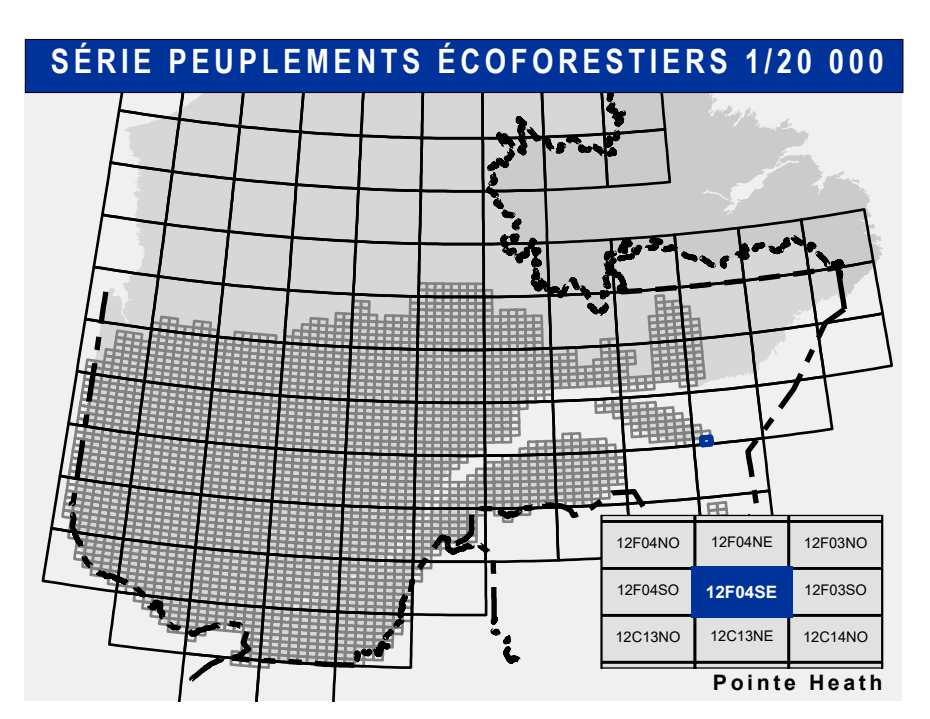 SÉRIE PEUPLEMENTS ÉCOFORESTIERS 1/20 000
12F04NO 12F04NE 12F03NO
12F04SO 12F04SE 12F03SO
12C13NO 12C13NE 12C14NO
Pointe Heath